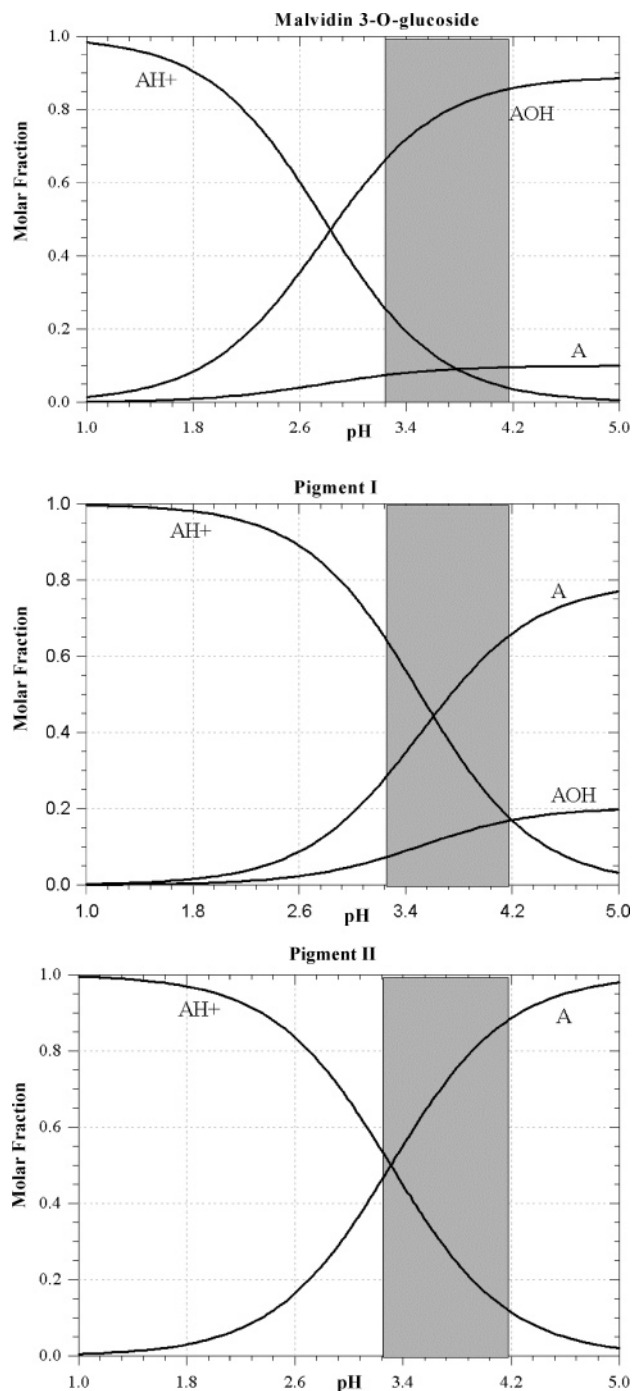 Malvidin 3-O-glucoside
1.0
AH+
0.8
AOH
0.6
Molar Fraction
0.4
0.2
A
0.0
1.0 1.8 2.6 3.4 4.2 5.0
pH
Pigment I
1.0
AH+
0.8
A
0.6
Molar Fraction
0.4
0.2
AOH
0.0
1.0 1.8 2.6 3.4 4.2 5.0
pH
Pigment II
1.0
AH+
A
0.8
0.6
Molar Fraction
0.4
0.2
0.0
1.0 1.8 2.6 3.4 4.2 5.0
pH